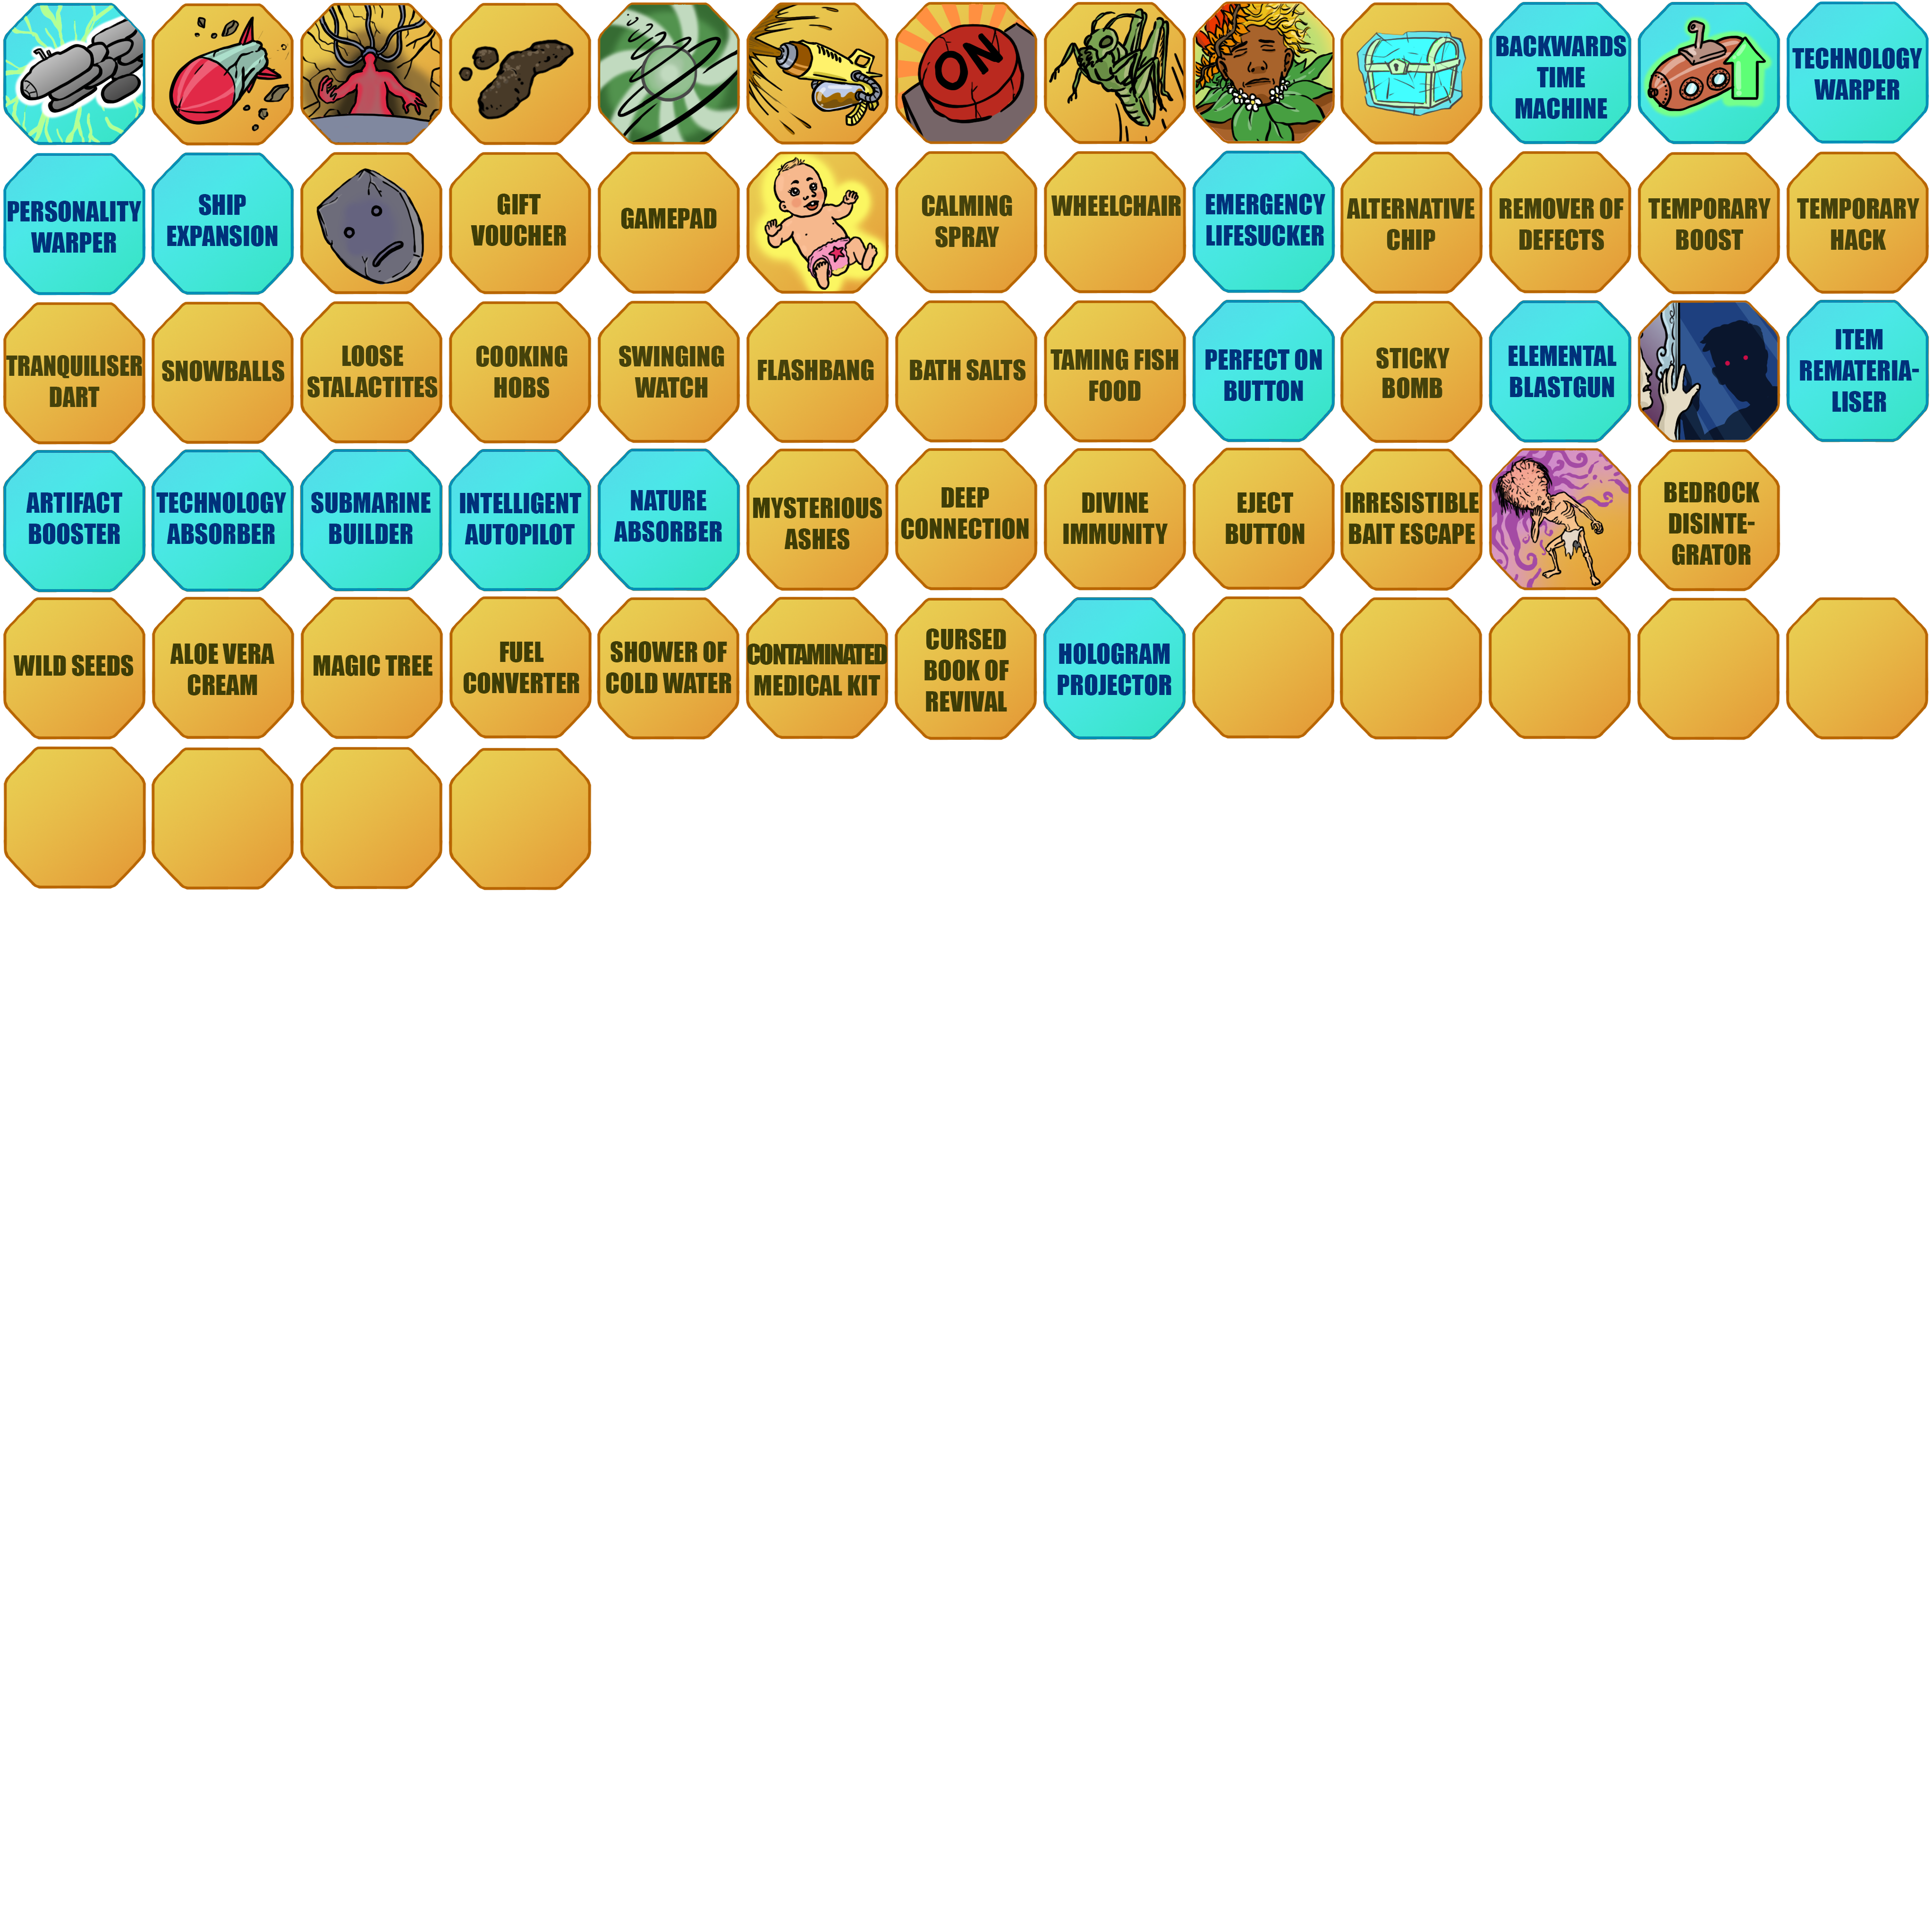 ON
BACKWARDS
TIME
MACHINE
TECHNOLOGY
WARPER
PERSONALITY
WARPER
SHIP
EXPANSION
GIFT
VOUCHER
GAMEPAD
CALMING
SPRAY
WHEELCHAIR
EMERGENCY
LIFESUCKER
ALTERNATIVE
CHIP
REMOVER OF
DEFECTS
TEMPORARY
BOOST
TEMPORARY
HACK
TRANQUILISER
DART
SNOWBALLS
LOOSE
STALACTITES
COOKING
HOBS
SWINGING
WATCH
FLASHBANG
BATH SALTS
TAMING FISH
FOOD
PERFECT ON
BUTTON
STICKY
BOMB
ELEMENTAL
BLASTGUN
ITEM
REMATERIA-
LISER
ARTIFACT
BOOSTER
TECHNOLOGY
ABSORBER
SUBMARINE
BUILDER
INTELLIGENT
AUTOPILOT
NATURE
ABSORBER
MYSTERIOUS
ASHES
DEEP
CONNECTION
DIVINE
IMMUNITY
EJECT
BUTTON
IRRESISTIBLE
BAIT ESCAPE
BEDROCK
DISINTE-
GRATOR
WILD SEEDS
ALOE VERA
CREAM
MAGIC TREE
FUEL
CONVERTER
SHOWER OF
COLD WATER
CONTAMINATED
MEDICAL KIT
CURSED
BOOK OF
REVIVAL
HOLOGRAM
PROJECTOR